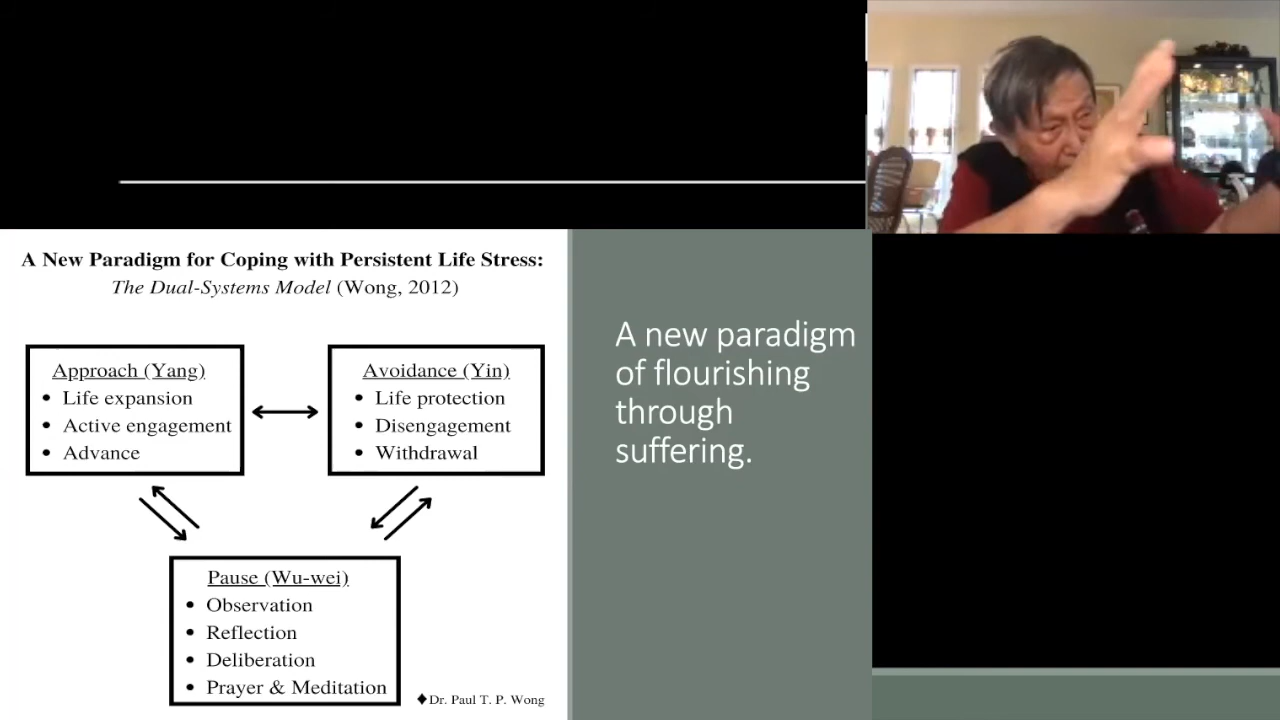 A New Paradigm for Coping with Persistent Life Stress:
The Dual-Systems Model (Wong, 2012)
Approach (Yang)
• Life expansion
• Active engagement
• Advance
Avoidance (Yin)
• Life protection
• Disengagement
• Withdrawal
Pause (Wu-wei)
• Observation
• Reflection
• Deliberation
• Prayer & Meditation
♦Dr. Paul T. P. Wong
A new paradigm
of flourishing
through
suffering.